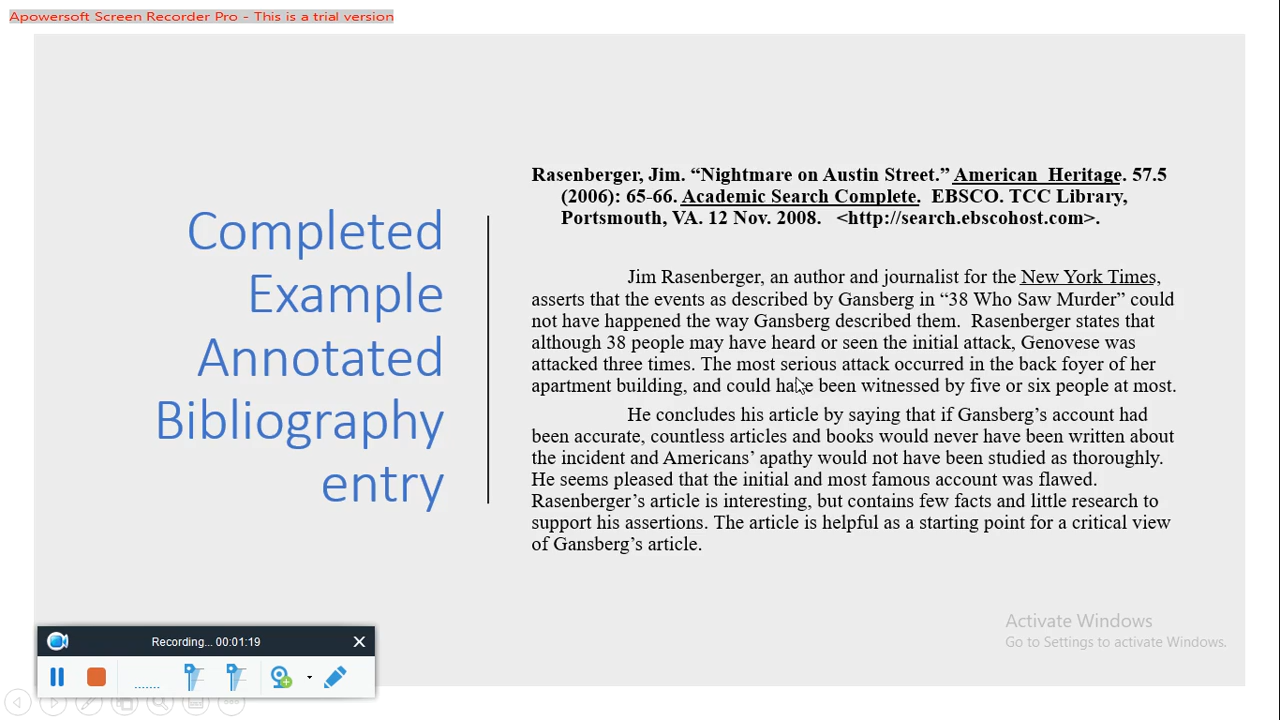 Apowersoft Screen Recorder Pro - This is a trial version
Completed
Example
Annotated
Bibliography
entry
Rasenberger, Jim. “Nightmare on Austin Street.” American  Heritage. 57.5
(2006): 65-66. Academic Search Complete.  EBSCO. TCC Library,
Portsmouth, VA. 12 Nov. 2008.   <http://search.ebscohost.com>.
Jim Rasenberger, an author and journalist for the New York Times,
asserts that the events as described by Gansberg in “38 Who Saw Murder” could
not have happened the way Gansberg described them.  Rasenberger states that
although 38 people may have heard or seen the initial attack, Genovese was
attacked three times. The most serious attack occurred in the back foyer of her
apartment building, and could have been witnessed by five or six people at most.
He concludes his article by saying that if Gansberg’s account had
been accurate, countless articles and books would never have been written about
the incident and Americans’ apathy would not have been studied as thoroughly.
He seems pleased that the initial and most famous account was flawed.
Rasenberger’s article is interesting, but contains few facts and little research to
support his assertions. The article is helpful as a starting point for a critical view
of Gansberg’s article.
Activate Windows
Go to Settings to activate Windows.
Recording... 00:01:19